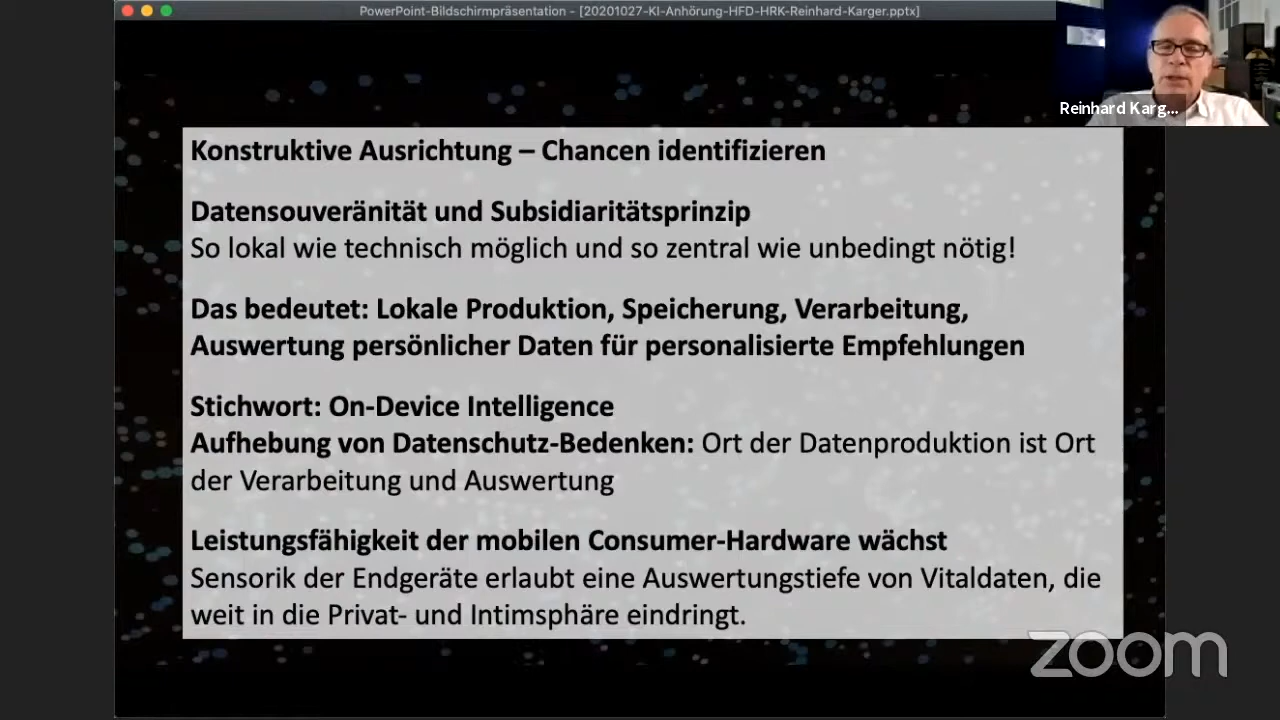 PowerPoint-Bildschirmpräsentation - [20201027-KI-Anhörung-HFD-HRK-Reinhard-Karger.pptx]
Reinhard Karg...
Konstruktive Ausrichtung – Chancen identifizieren
Datensouveränität und Subsidiaritätsprinzip
So lokal wie technisch möglich und so zentral wie unbedingt nötig!
Das bedeutet: Lokale Produktion, Speicherung, Verarbeitung,
Auswertung persönlicher Daten für personalisierte Empfehlungen
Stichwort: On-Device Intelligence
Aufhebung von Datenschutz-Bedenken: Ort der Datenproduktion ist Ort
der Verarbeitung und Auswertung
Leistungsfähigkeit der mobilen Consumer-Hardware wächst
Sensorik der Endgeräte erlaubt eine Auswertungstiefe von Vitaldaten, die
weit in die Privat- und Intimsphäre eindringt.
zoom